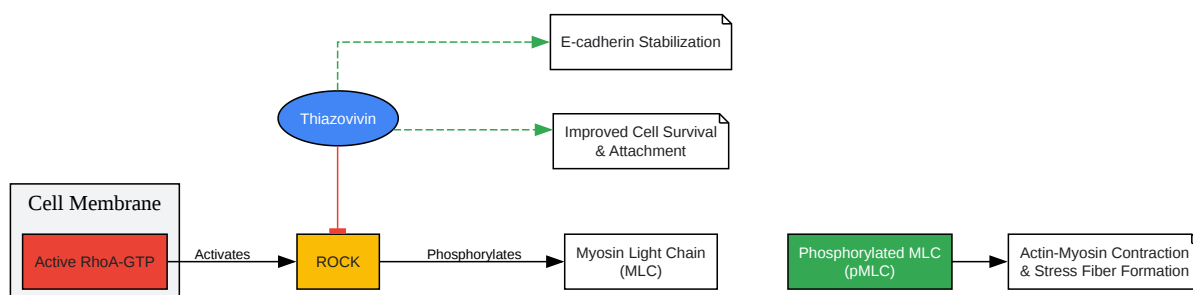 E-cadherin Stabilization
Thiazovivin
Improved Cell Survival
& Attachment
Cell Membrane
Active RhoA-GTP
Activates
ROCK
Phosphorylates
Myosin Light Chain
(MLC)
Phosphorylated MLC
(pMLC)
Actin-Myosin Contraction
& Stress Fiber Formation